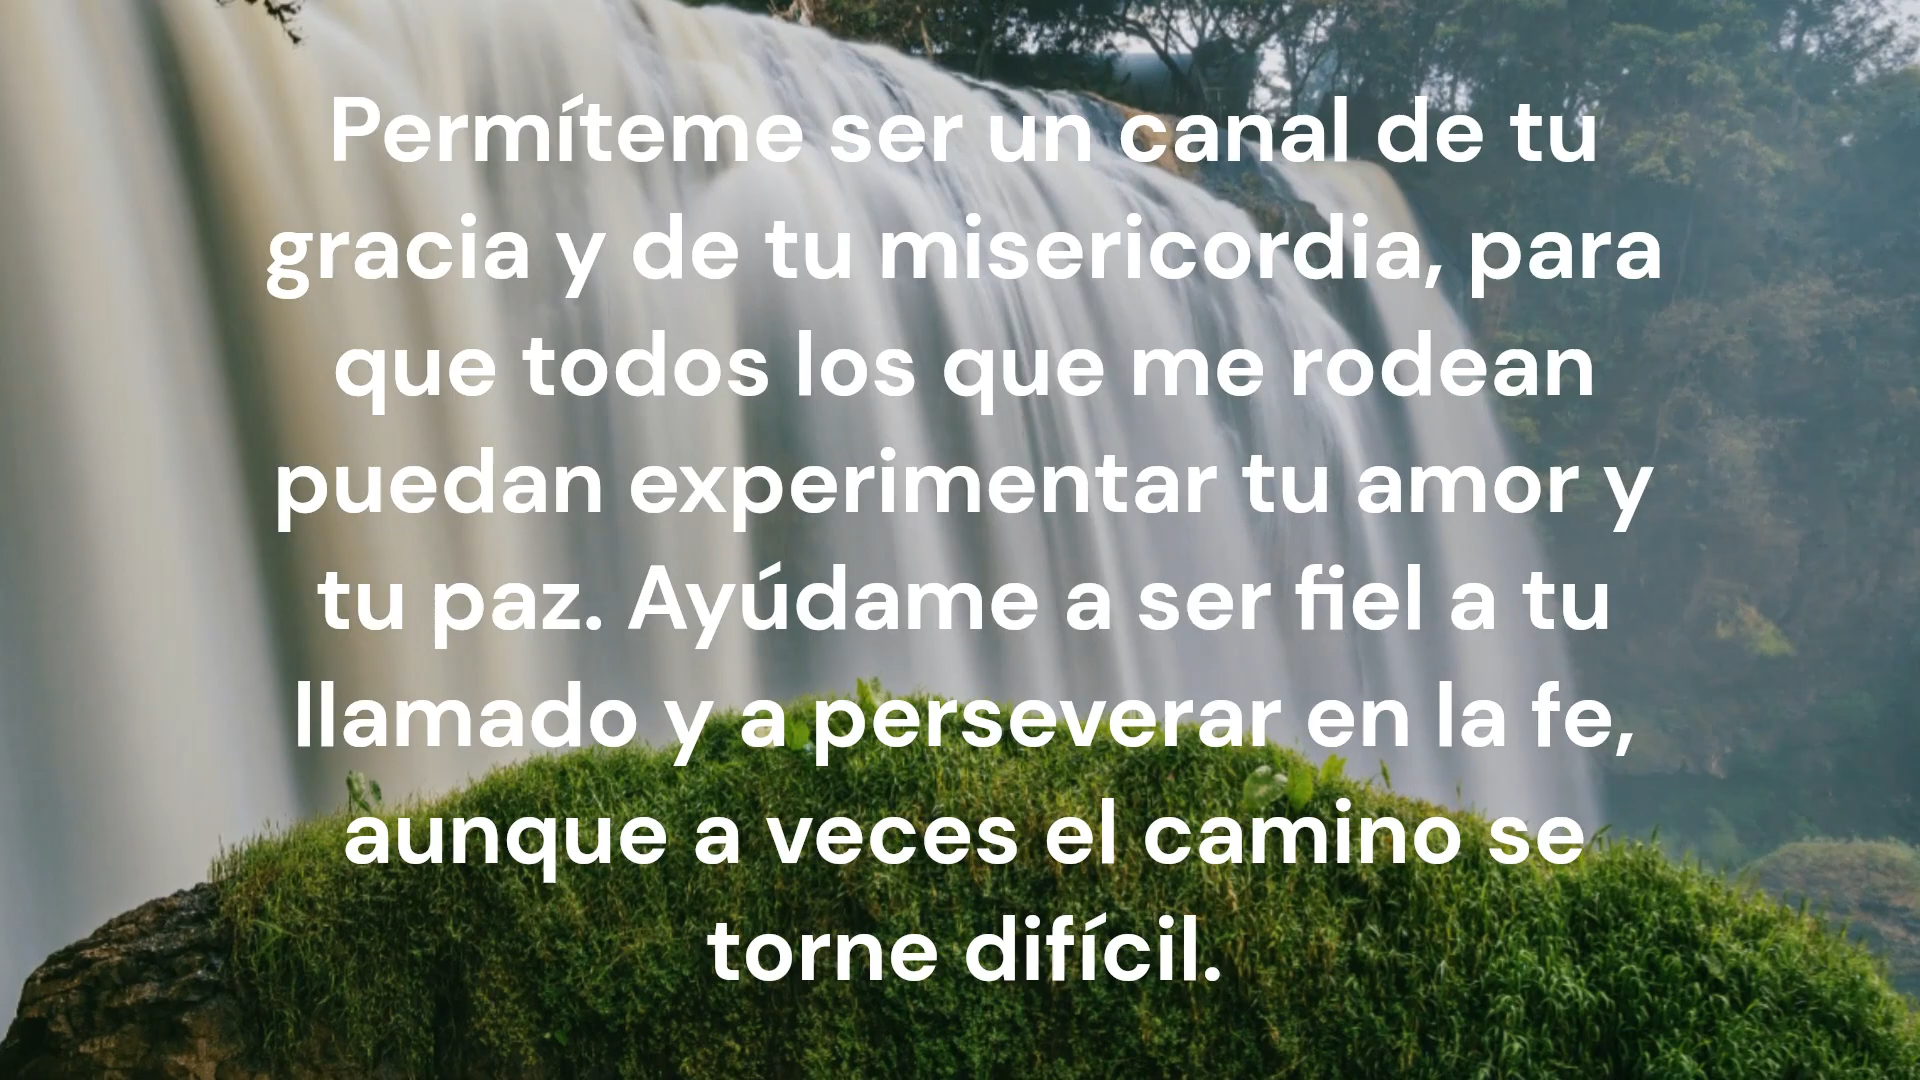 Permíteme ser un canal de tu
gracia y de tu misericordia, para
que todos los que me rodean
puedan experimentar tu amor y
tu paz. Ayúdame a ser fiel a tu
llamado y a perseverar en la fe,
aunque a veces el camino se
torne difícil.